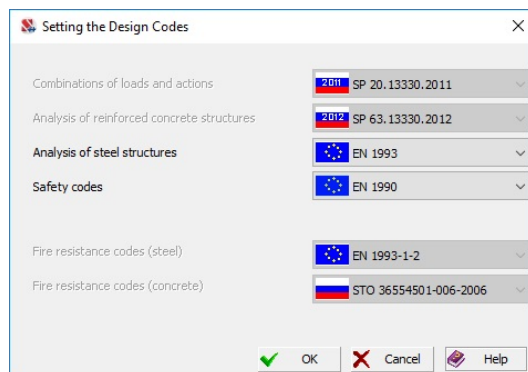 Setting the Design Codes
Combinations of loads and actions 2011 SP 20.13330.2011
Analysis of reinforced concrete structures 2012 SP 63.13330.2012
Analysis of steel structures EN 1993
Safety codes EN 1990
Fire resistance codes (steel) EN 1993-1-2
Fire resistance codes (concrete) STO 36554501-006-2006
OK Cancel Help